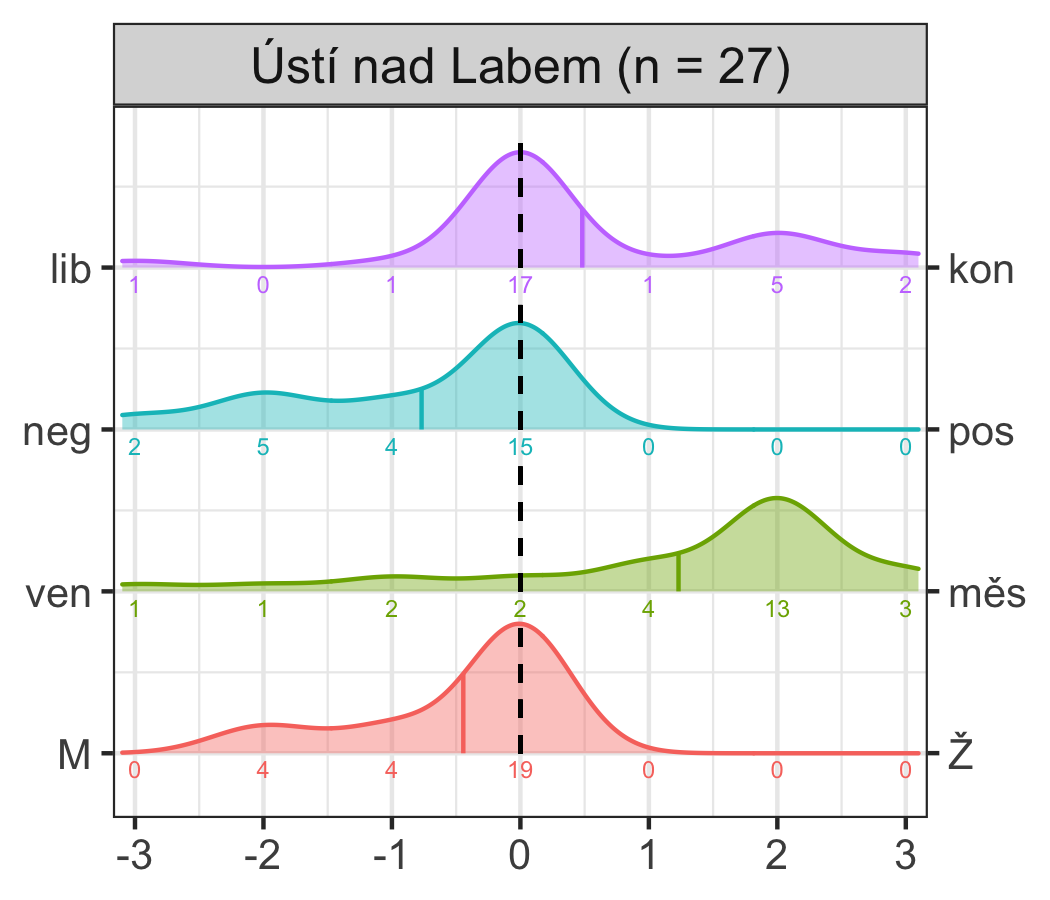 Ústí nad Labem (n = 27)
lib kon
1 0 1 17 1 5 2
neg pos
2 5 4 15 0 0 0
ven měs
1 1 2 2 4 13 3
M Ž
0 4 4 19 0 0 0
-3 -2 -1 0 1 2 3